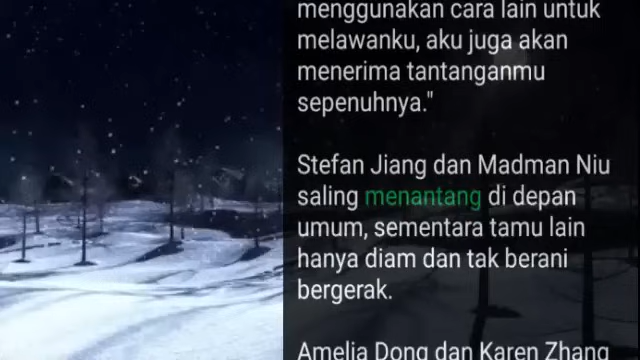 menggunakan cara lain untuk
melawanku, aku juga akan
menerima tantanganmu
sepenuhnya."
Stefan Jiang dan Madman Niu
saling menantang di depan
umum, sementara tamu lain
hanya diam dan tak berani
bergerak.
Amelia Dong dan Karen Zhang